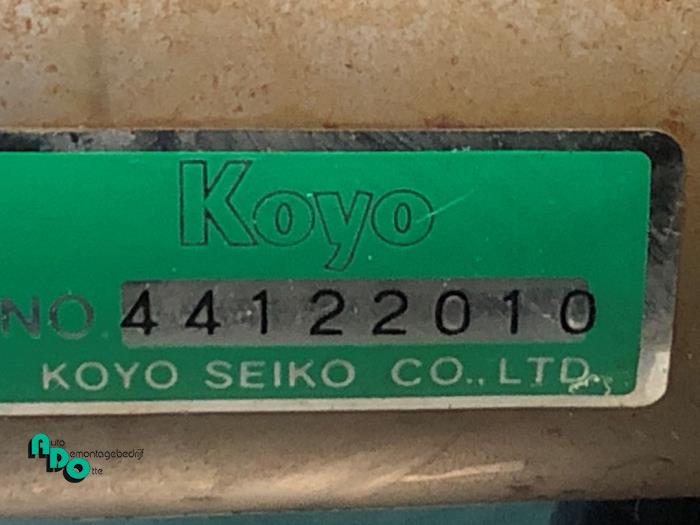 Koyo
NO. 44122010
KOYO SEIKO CO., LTD.
Auto
Demontagebedrijf
Otte